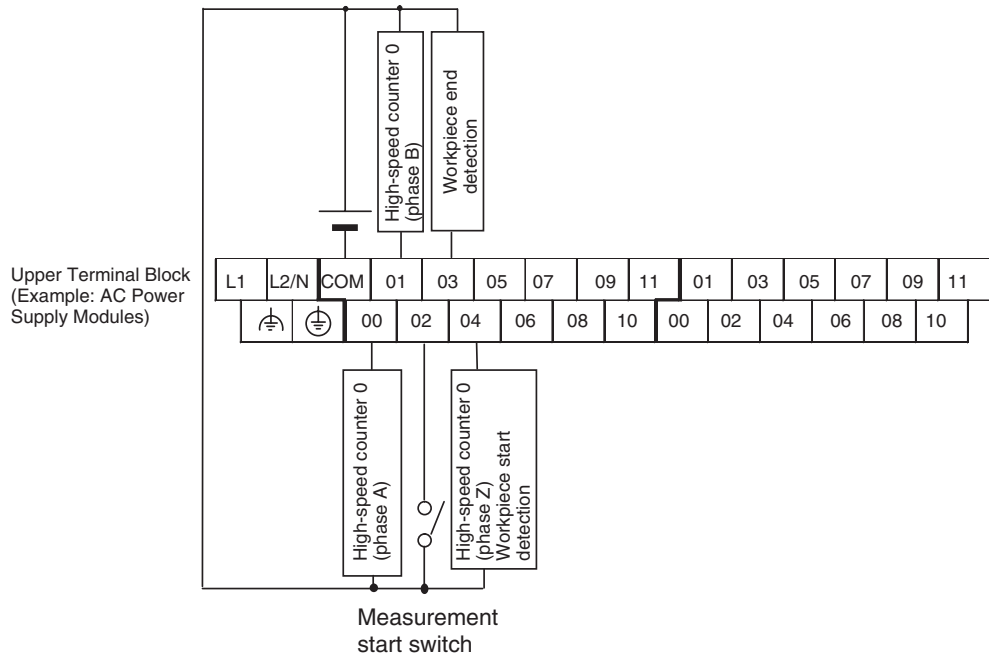 High-speed counter 0
(phase B)
Workpiece end
detection
Upper Terminal Block
(Example: AC Power
Supply Modules)
L1 L2/N COM 01 03 05 07 09 11 01 03 05 07 09 11
00 02 04 06 08 10 00 02 04 06 08 10
High-speed counter 0
(phase A)
High-speed counter 0
(phase Z)
Workpiece start
detection
Measurement
start switch